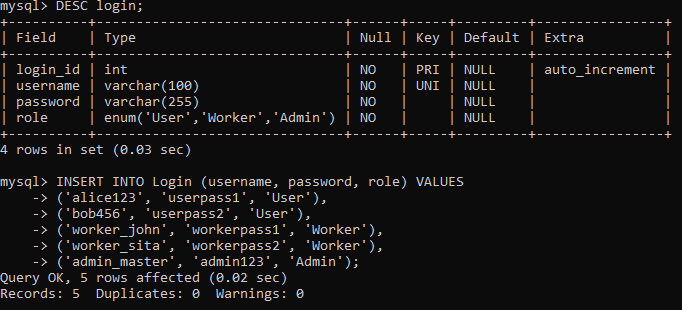 mysql> DESC login;
+----------+-------------------------------+------+-----+---------+----------------+
| Field    | Type                          | Null | Key | Default | Extra          |
+----------+-------------------------------+------+-----+---------+----------------+
| login_id | int                           | NO   | PRI | NULL    | auto_increment |
| username | varchar(100)                  | NO   | UNI | NULL    |                |
| password | varchar(255)                  | NO   |     | NULL    |                |
| role     | enum('User','Worker','Admin') | NO   |     | NULL    |                |
+----------+-------------------------------+------+-----+---------+----------------+
4 rows in set (0.03 sec)
mysql> INSERT INTO Login (username, password, role) VALUES
    -> ('alice123', 'userpass1', 'User'),
    -> ('bob456', 'userpass2', 'User'),
    -> ('worker_john', 'workerpass1', 'Worker'),
    -> ('worker_sita', 'workerpass2', 'Worker'),
    -> ('admin_master', 'admin123', 'Admin');
Query OK, 5 rows affected (0.02 sec)
Records: 5  Duplicates: 0  Warnings: 0